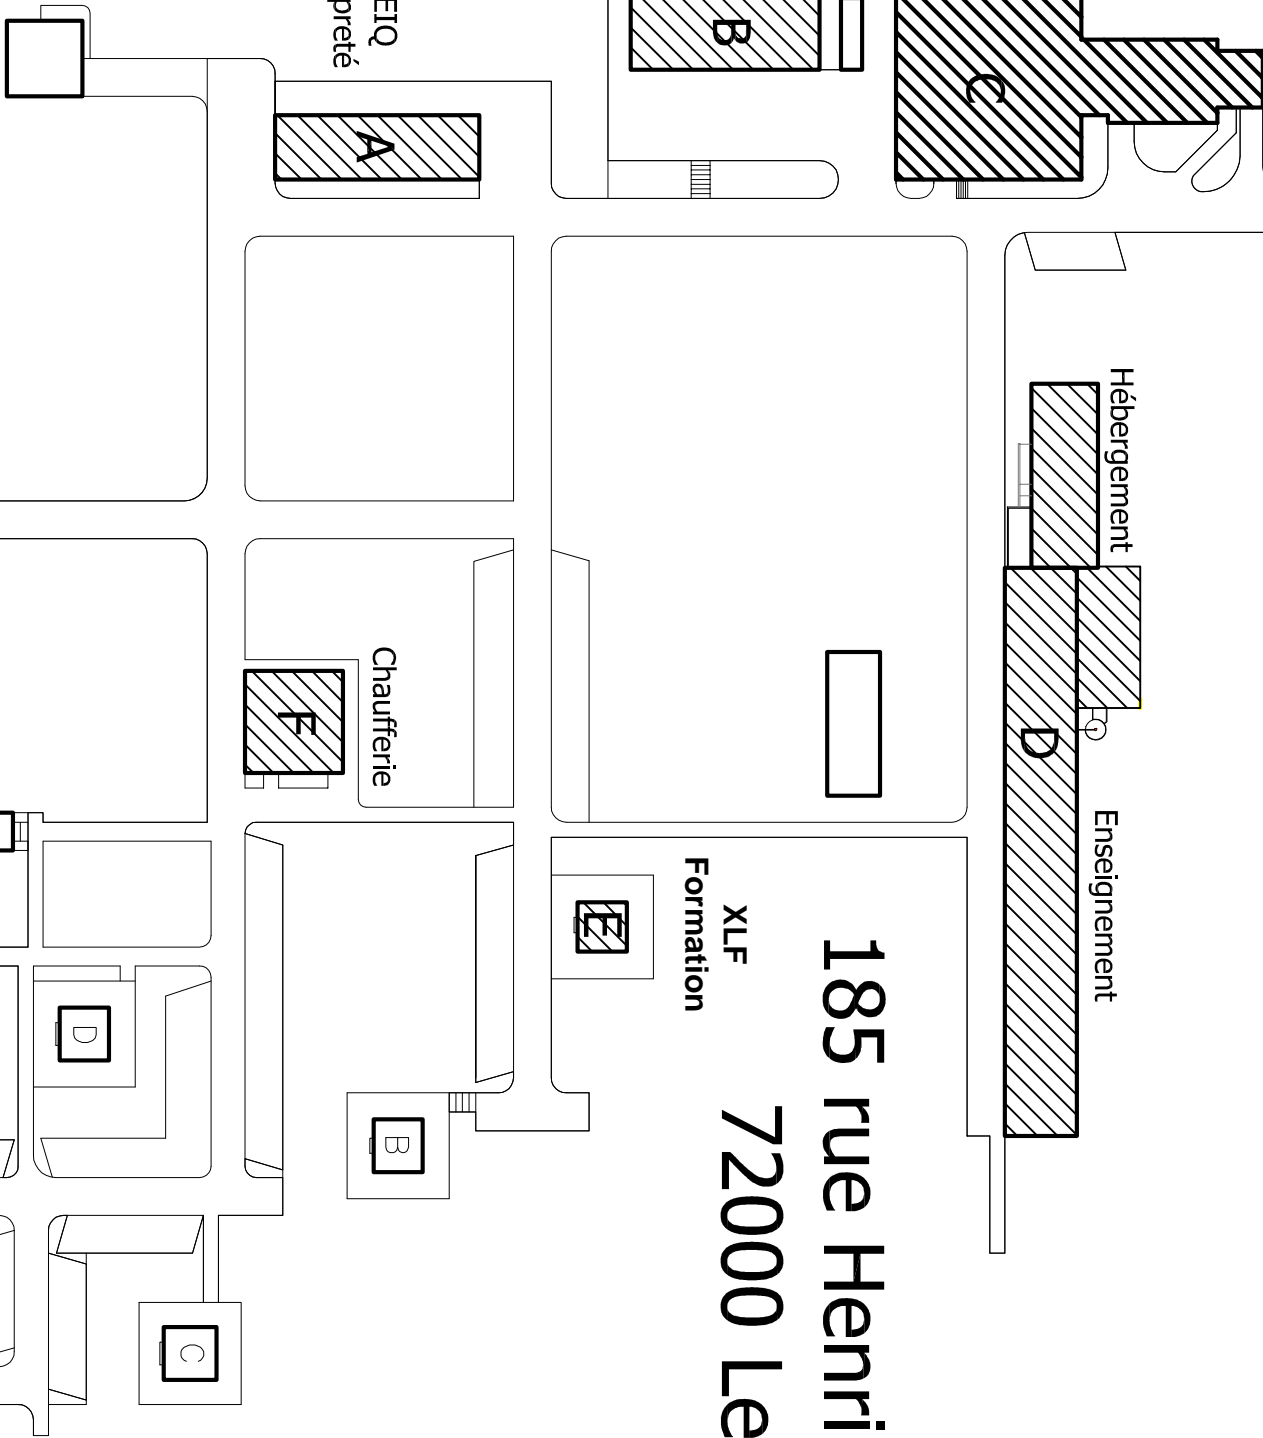 EIQ
preté
B
C
A
Hébergement
Chaufferie
F
D
Enseignement
XLF
Formation
E
185 rue Henri
72000 Le
D
B
C